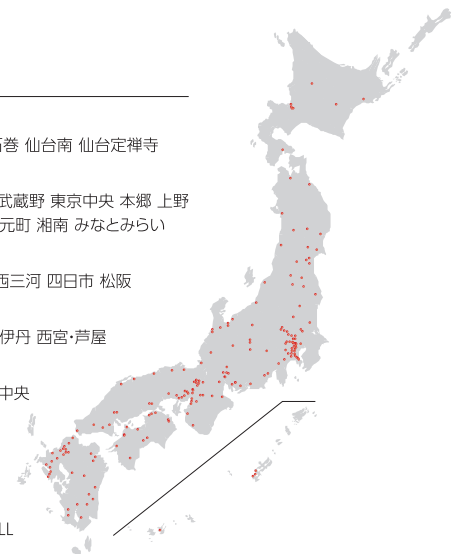 巻 仙台南 仙台定禅寺
武蔵野 東京中央 本郷 上野
元町 湘南 みなとみらい
西三河 四日市 松阪
伊丹 西宮・芦屋
中央
LL